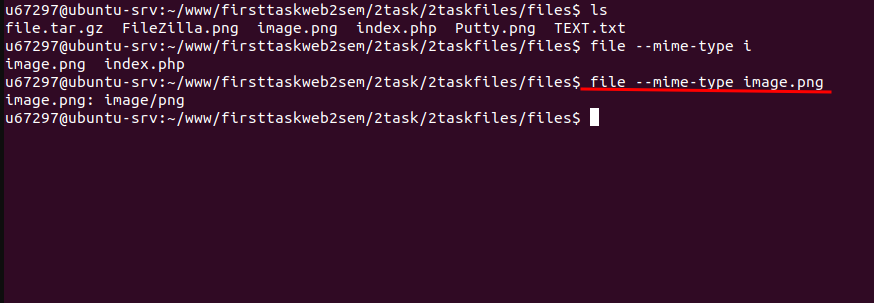 u67297@ubuntu-srv:~/www/firsttaskweb2sem/2task/2taskfiles/files$ ls
file.tar.gz  FileZilla.png  image.png  index.php  Putty.png  TEXT.txt
u67297@ubuntu-srv:~/www/firsttaskweb2sem/2task/2taskfiles/files$ file --mime-type i
image.png  index.php
u67297@ubuntu-srv:~/www/firsttaskweb2sem/2task/2taskfiles/files$ file --mime-type image.png
image.png: image/png
u67297@ubuntu-srv:~/www/firsttaskweb2sem/2task/2taskfiles/files$